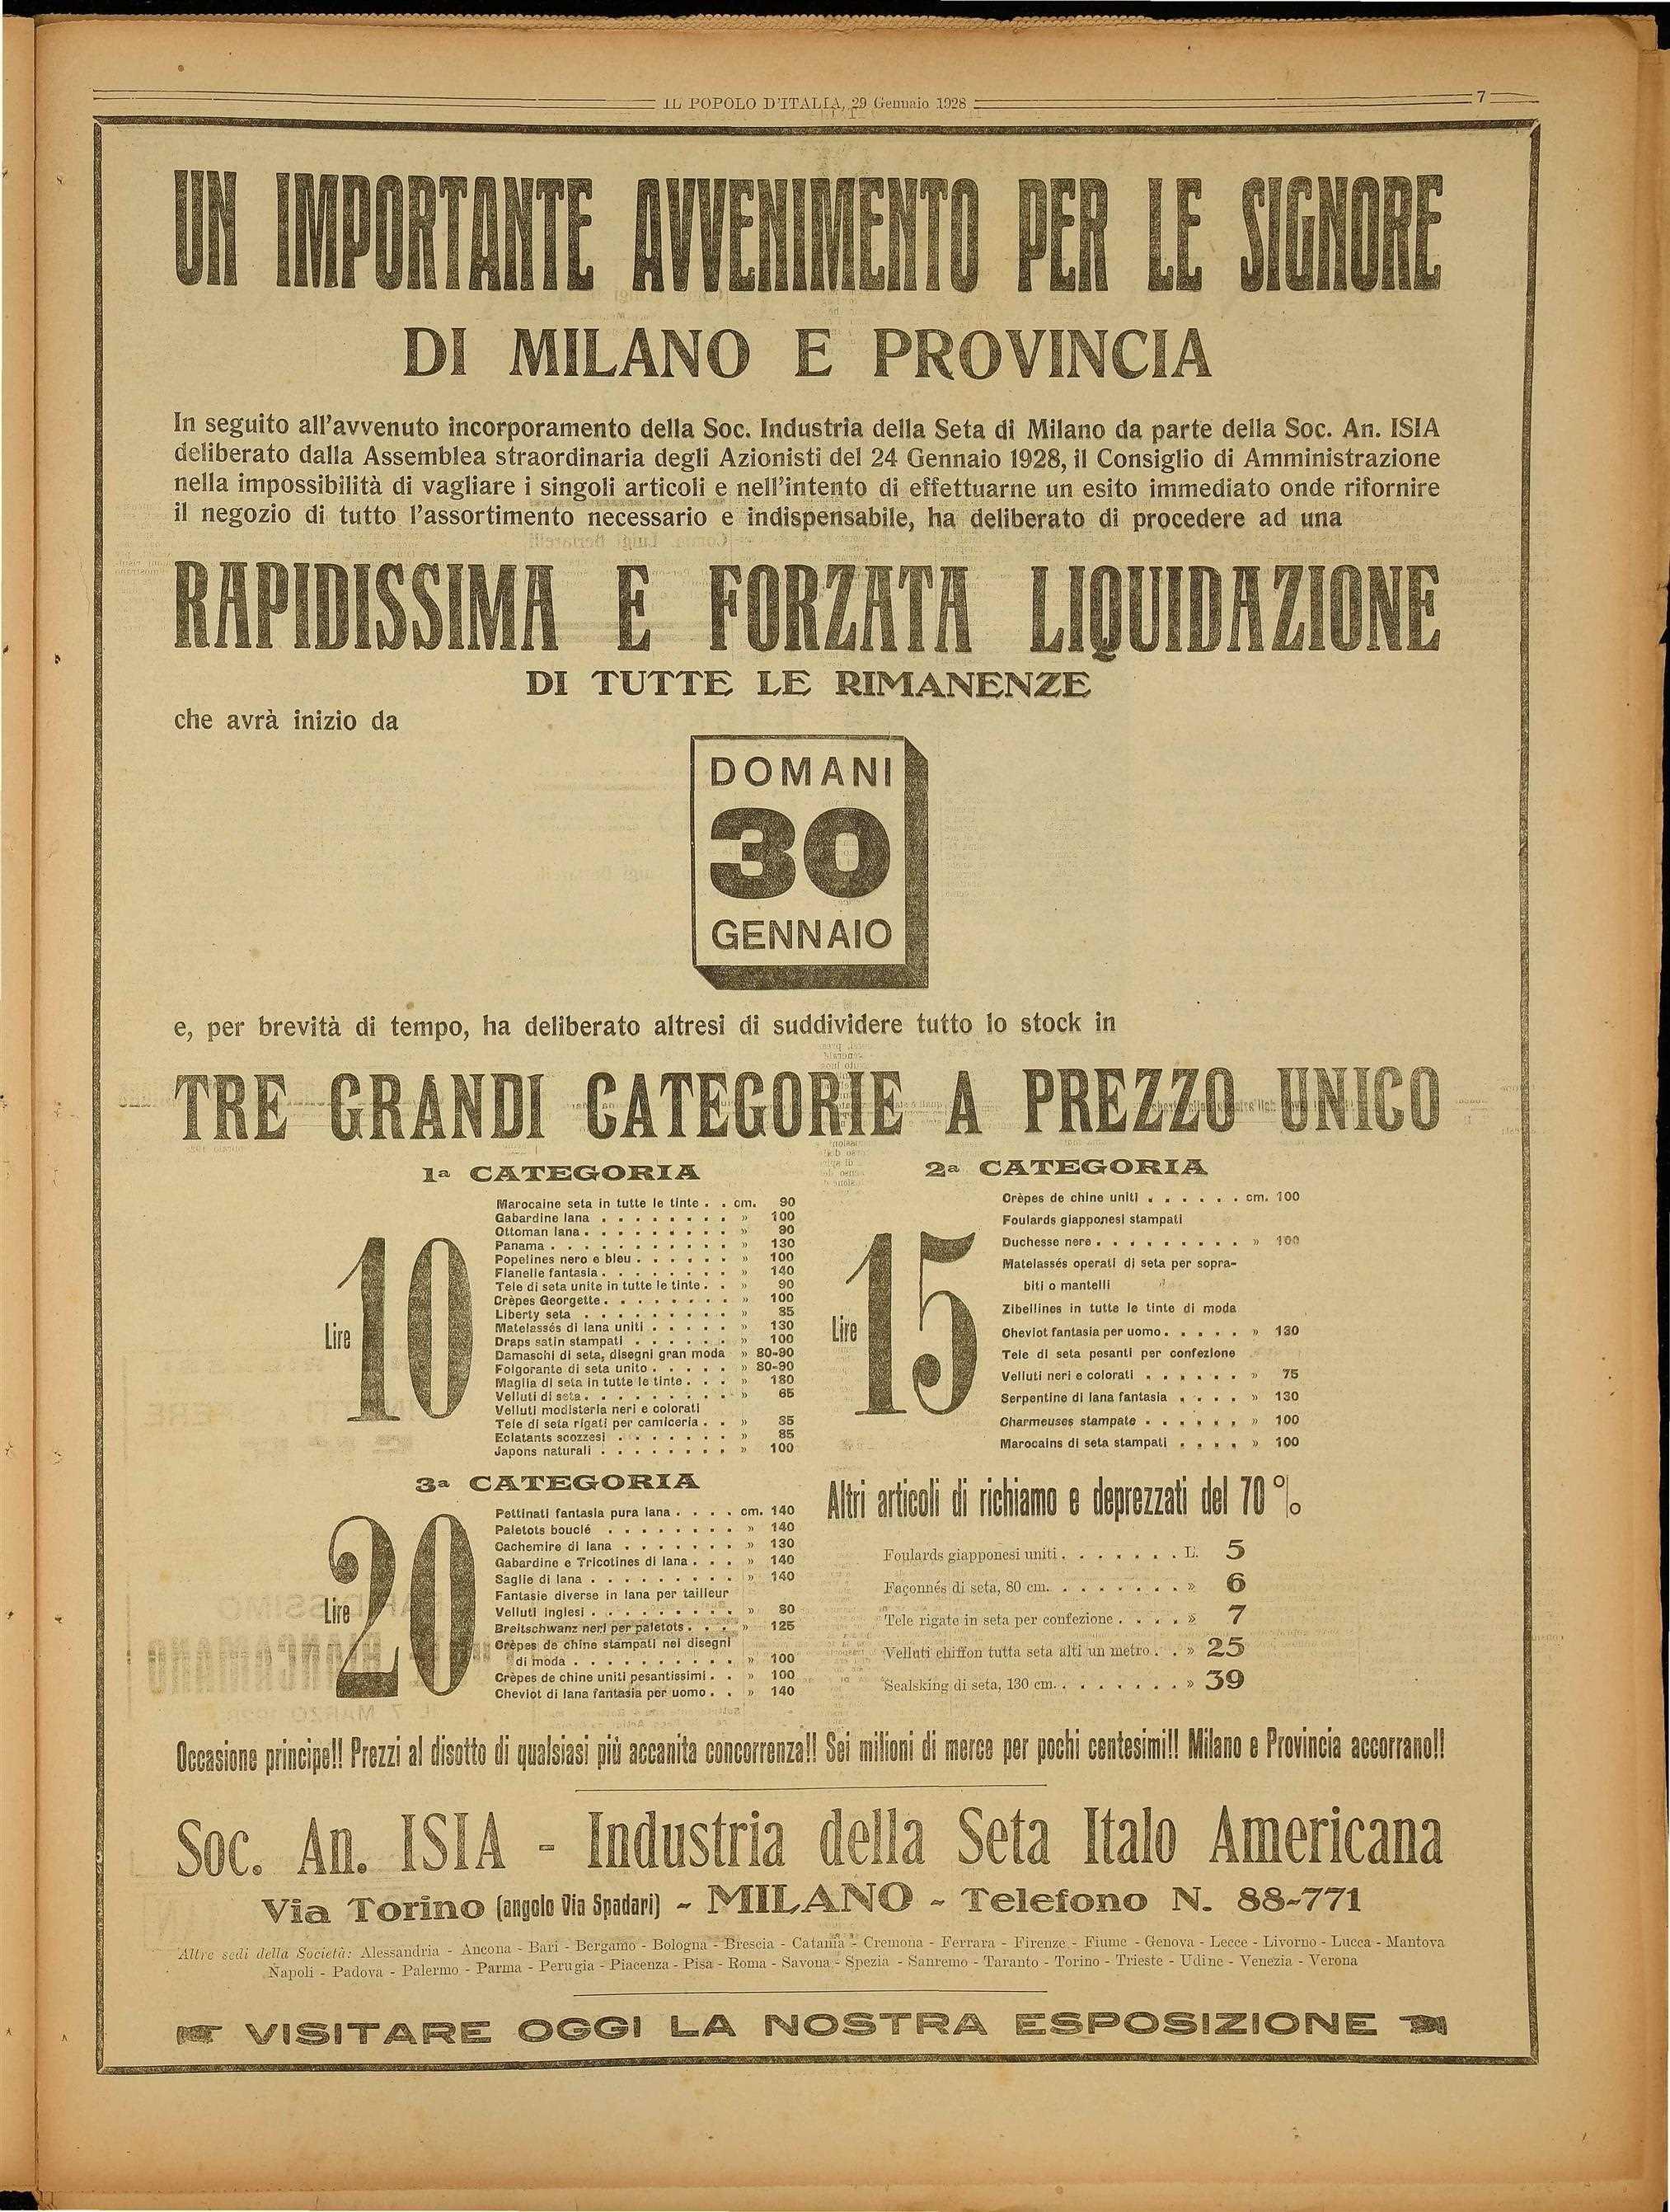 IL POPOLO D'ITALIA, 29 Gennaio 1928
7
UN IMPORTANTE AVVENIMENTO PER LE SIGNORE
DI MILANO E PROVINCIA
In seguito all'avvenuto incorporamento della Soc. Industria della Seta di Milano da parte della Soc. An. ISIA
deliberato dalla Assemblea straordinaria degli Azionisti del 24 Gennaio 1928, il Consiglio di Amministrazione
nella impossibilità di vagliare i singoli articoli e nell'intento di effettuarne un esito immediato onde rifornire
il negozio di tutto l'assortimento necessario e indispensabile, ha deliberato di procedere ad una
RAPIDISSIMA E FORZATA LIQUIDAZIONE
DI TUTTE LE RIMANENZE
che avrà inizio da
DOMANI
30
GENNAIO
e, per brevità di tempo, ha deliberato altresì di suddividere tutto lo stock in
TRE GRANDI CATEGORIE A PREZZO UNICO
1ª CATEGORIA
Lire 10
Marocaine seta in tutte le tinte . . cm. 90
Gabardine lana . . . . . . . . » 100
Ottoman lana . . . . . . . . . » 90
Panama . . . . . . . . . . . » 130
Popelines nero e bleu . . . . . . » 100
Flanelle fantasia . . . . . . . . » 140
Tele di seta unite in tutte le tinte . . » 90
Crèpes Georgette . . . . . . . . » 100
Liberty seta . . . . . . . . . » 85
Matelassés di lana uniti . . . . . » 130
Draps satin stampati . . . . . . » 100
Damaschi di seta, disegni gran moda » 80-90
Folgorante di seta unito . . . . . » 80-90
Maglia di seta in tutte le tinte . . . » 180
Velluti di seta . . . . . . . . . » 65
Velluti modisteria neri e colorati
Tele di seta rigati per camiceria . . » 85
Eclatants scozzesi . . . . . . . » 85
Japons naturali . . . . . . . . » 100
2ª CATEGORIA
Lire 15
Crèpes de chine uniti . . . . . . cm. 100
Foulards giapponesi stampati
Duchesse nere . . . . . . . . . » 100
Matelassés operati di seta per sopra-
biti o mantelli
Zibellines in tutte le tinte di moda
Cheviot fantasia per uomo . . . . . » 130
Tele di seta pesanti per confezione
Velluti neri e colorati . . . . . . » 75
Serpentine di lana fantasia . . . . » 130
Charmeuses stampate . . . . . . » 100
Marocains di seta stampati . . . . » 100
3ª CATEGORIA
Lire 20
Pettinati fantasia pura lana . . . . cm. 140
Paletots bouclé . . . . . . . . » 140
Cachemire di lana . . . . . . . » 130
Gabardine e Tricotines di lana . . . » 140
Saglie di lana . . . . . . . . . » 140
Fantasie diverse in lana per tailleur
Velluti inglesi . . . . . . . . . » 80
Breitschwanz neri per paletots . . . » 125
Crèpes de chine stampati nei disegni
di moda . . . . . . . . . . » 100
Crèpes de chine uniti pesantissimi . . » 100
Cheviot di lana fantasia per uomo . . » 140
Altri articoli di richiamo e deprezzati del 70 %
Foulards giapponesi uniti . . . . . . . L. 5
Façonnés di seta, 80 cm. . . . . . . . » 6
Tele rigate in seta per confezione . . . . » 7
Velluti chiffon tutta seta alti un metro . . » 25
Sealsking di seta, 130 cm. . . . . . . . » 39
Occasione principe!! Prezzi al disotto di qualsiasi più accanita concorrenza!! Sei milioni di merce per pochi centesimi!! Milano e Provincia accorrano!!
Soc. An. ISIA - Industria della Seta Italo Americana
Via Torino (angolo Via Spadari) - MILANO - Telefono N. 88-771
Altre sedi della Società: Alessandria - Ancona - Bari - Bergamo - Bologna - Brescia - Catania - Cremona - Ferrara - Firenze - Fiume - Genova - Lecce - Livorno - Lucca - Mantova
Napoli - Padova - Palermo - Parma - Perugia - Piacenza - Pisa - Roma - Savona - Spezia - Sanremo - Taranto - Torino - Trieste - Udine - Venezia - Verona
VISITARE OGGI LA NOSTRA ESPOSIZIONE